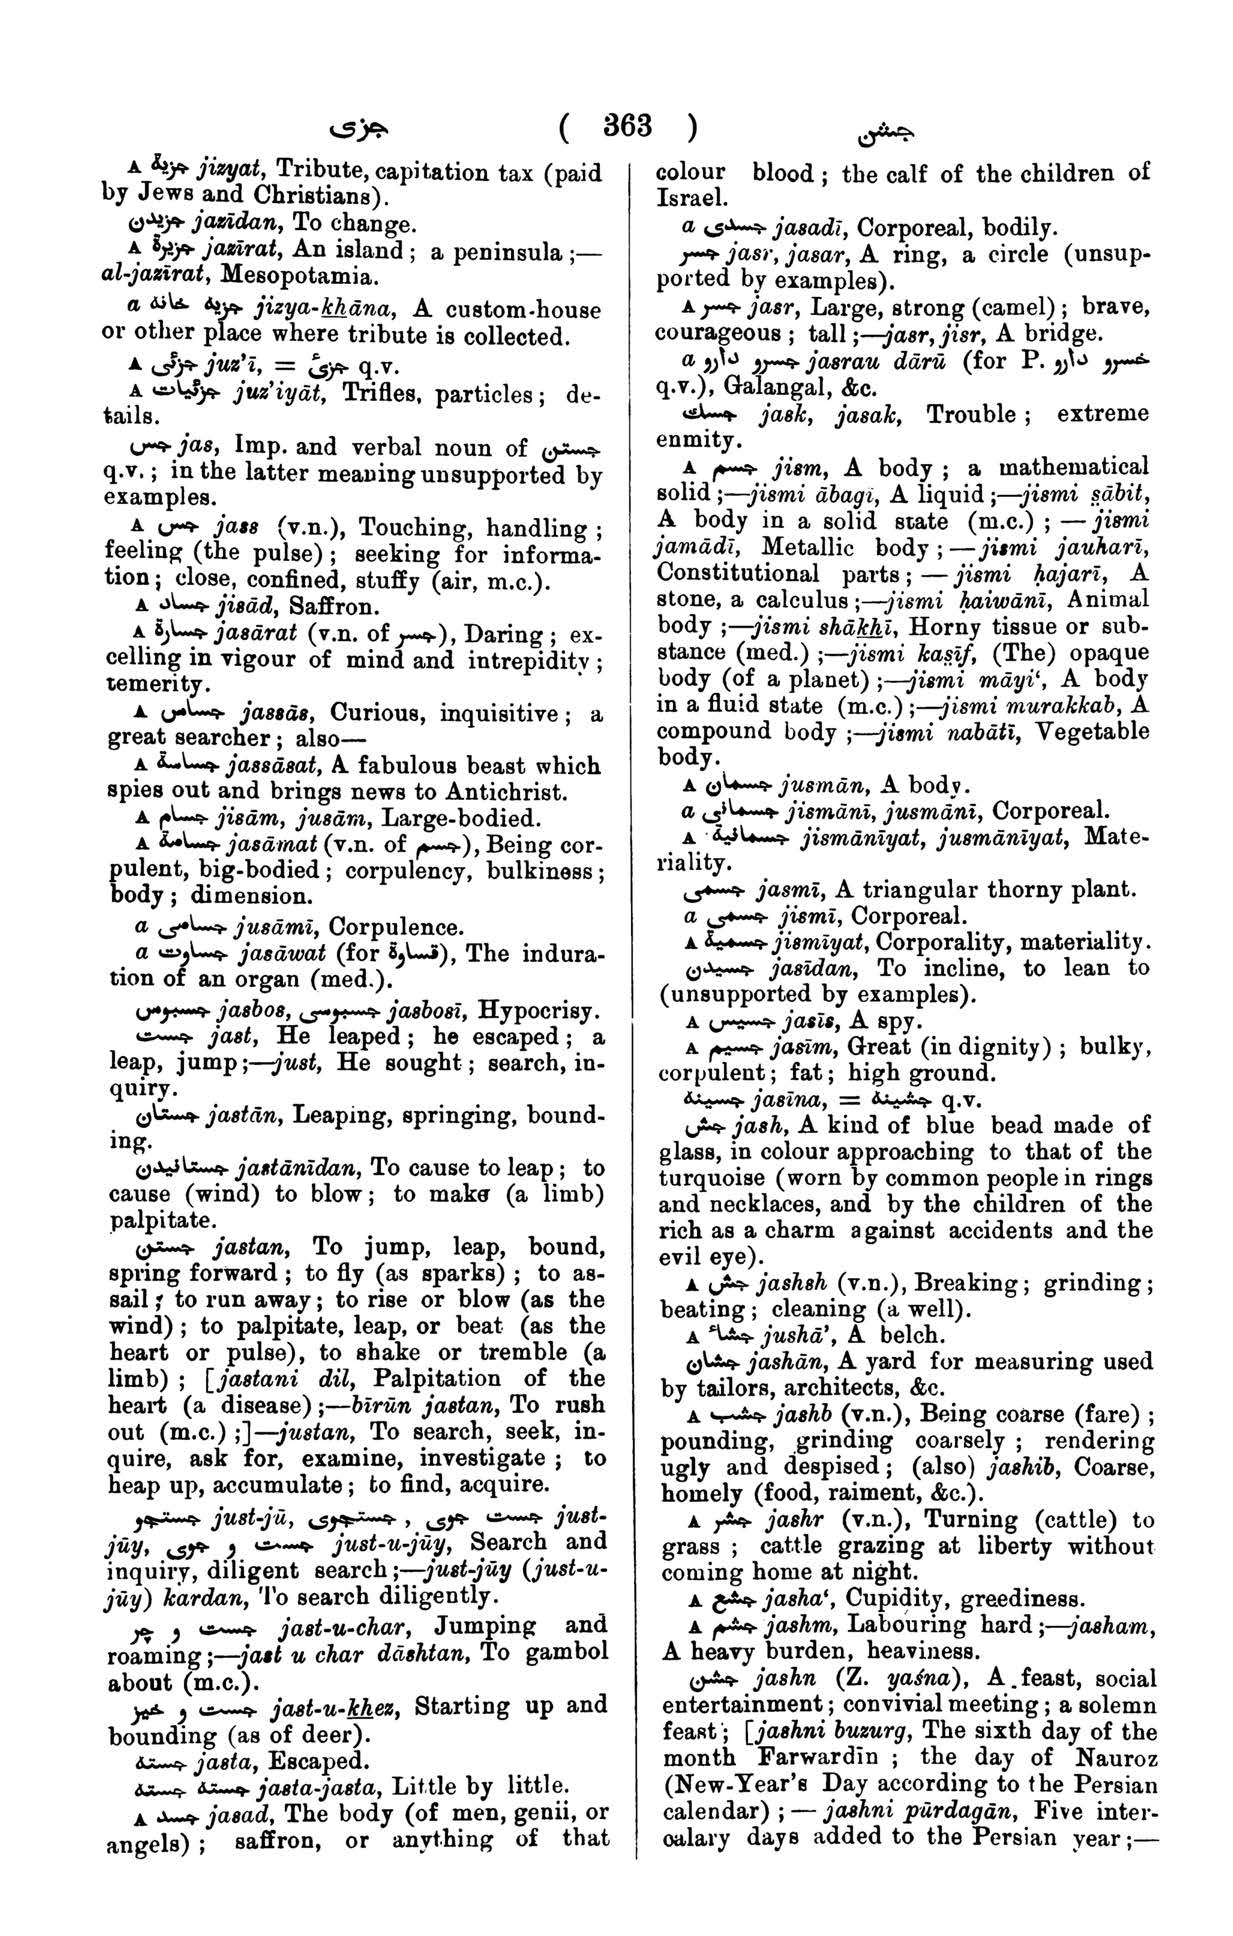 جزی ( 363 ) جشن
A جزیة jizyat, Tribute, capitation tax (paid
by Jews and Christians).
جزیدن jazīdan, To change.
A جزیرة jazīrat, An island ; a peninsula ;—
al-jazīrat, Mesopotamia.
a جزیه خانه jizya-khāna, A custom-house
or other place where tribute is collected.
A جزئی juz’ī, = جزیٔ q.v.
A جزئیات juz’iyāt, Trifles, particles ; de-
tails.
جس jas, Imp. and verbal noun of جستن
q.v. ; in the latter meaning unsupported by
examples.
A جس jass (v.n.), Touching, handling ;
feeling (the pulse) ; seeking for informa-
tion ; close, confined, stuffy (air, m.c.).
A جساد jisād, Saffron.
A جسارة jasārat (v.n. of جسر), Daring ; ex-
celling in vigour of mind and intrepidity ;
temerity.
A جساس jassās, Curious, inquisitive ; a
great searcher ; also—
A جساسة jassāsat, A fabulous beast which
spies out and brings news to Antichrist.
A جسام jisām, jusām, Large-bodied.
A جسامة jasāmat (v.n. of جسم), Being cor-
pulent, big-bodied ; corpulency, bulkiness ;
body ; dimension.
a جسامی jusāmī, Corpulence.
a جساوت jasāwat (for قساوة), The indura-
tion of an organ (med.).
جسبوس jasbos, جسبوسی jasbosī, Hypocrisy.
جست jast, He leaped ; he escaped ; a
leap, jump ;—just, He sought ; search, in-
quiry.
جستان jastān, Leaping, springing, bound-
ing.
جستانیدن jastānīdan, To cause to leap ; to
cause (wind) to blow ; to make (a limb)
palpitate.
جستن jastan, To jump, leap, bound,
spring forward ; to fly (as sparks) ; to as-
sail ; to run away ; to rise or blow (as the
wind) ; to palpitate, leap, or beat (as the
heart or pulse), to shake or tremble (a
limb) ; [jastani dil, Palpitation of the
heart (a disease) ;—bīrūn jastan, To rush
out (m.c.) ;]—justan, To search, seek, in-
quire, ask for, examine, investigate ; to
heap up, accumulate ; to find, acquire.
جستجو just-jū, جستجوی , جست جوی just-
jūy, جست و جوی just-u-jūy, Search and
inquiry, diligent search ;—just-jūy (just-u-
jūy) kardan, To search diligently.
جست و چر jast-u-char, Jumping and
roaming ;—jast u char dāshtan, To gambol
about (m.c.).
جست و خیز jast-u-khez, Starting up and
bounding (as of deer).
جسته jasta, Escaped.
جسته جسته jasta-jasta, Little by little.
A جسد jasad, The body (of men, genii, or
angels) ; saffron, or anything of that
colour blood ; the calf of the children of
Israel.
a جسدی jasadī, Corporeal, bodily.
جسر jasr, jasar, A ring, a circle (unsup-
ported by examples).
A جسر jasr, Large, strong (camel) ; brave,
courageous ; tall ;—jasr, jisr, A bridge.
a جسرو دارو jasrau dārū (for P. خسرو دارو
q.v.), Galangal, &c.
جسك jask, jasak, Trouble ; extreme
enmity.
A جسم jism, A body ; a mathematical
solid ;—jismi ābagi, A liquid ;—jismi s̤ābit,
A body in a solid state (m.c.) ; — jismi
jamādī, Metallic body ; — jismi jauharī,
Constitutional parts ; — jismi ḥajarī, A
stone, a calculus ;—jismi ḥaiwānī, Animal
body ;—jismi shākhī, Horny tissue or sub-
stance (med.) ;—jismi kas̤īf, (The) opaque
body (of a planet) ;—jismi māyi‘, A body
in a fluid state (m.c.) ;—jismi murakkab, A
compound body ;—jismi nabātī, Vegetable
body.
A جسمان jusmān, A body.
a جسمانی jismānī, jusmānī, Corporeal.
A جسمانیة jismānīyat, jusmānīyat, Mate-
riality.
جسمی jasmī, A triangular thorny plant.
a جسمی jismī, Corporeal.
A جسمیة jismīyat, Corporality, materiality.
جسیدن jasīdan, To incline, to lean to
(unsupported by examples).
A جسیس jasīs, A spy.
A جسیم jasīm, Great (in dignity) ; bulky,
corpulent ; fat ; high ground.
جسینه jasīna, = جشینه q.v.
جش jash, A kind of blue bead made of
glass, in colour approaching to that of the
turquoise (worn by common people in rings
and necklaces, and by the children of the
rich as a charm against accidents and the
evil eye).
A جش jashsh (v.n.), Breaking ; grinding ;
beating ; cleaning (a well).
A جشاء jushā’, A belch.
جشان jashān, A yard for measuring used
by tailors, architects, &c.
A جشب jashb (v.n.), Being coarse (fare) ;
pounding, grinding coarsely ; rendering
ugly and despised ; (also) jashib, Coarse,
homely (food, raiment, &c.).
A جشر jashr (v.n.), Turning (cattle) to
grass ; cattle grazing at liberty without
coming home at night.
A جشع jasha‘, Cupidity, greediness.
A جشم jashm, Labouring hard ;—jasham,
A heavy burden, heaviness.
جشن jashn (Z. yaśna), A feast, social
entertainment ; convivial meeting ; a solemn
feast ; [jashni buzurg, The sixth day of the
month Farwardīn ; the day of Nauroz
(New-Year’s Day according to the Persian
calendar) ; — jashni pūrdagān, Five inter-
calary days added to the Persian year ;—